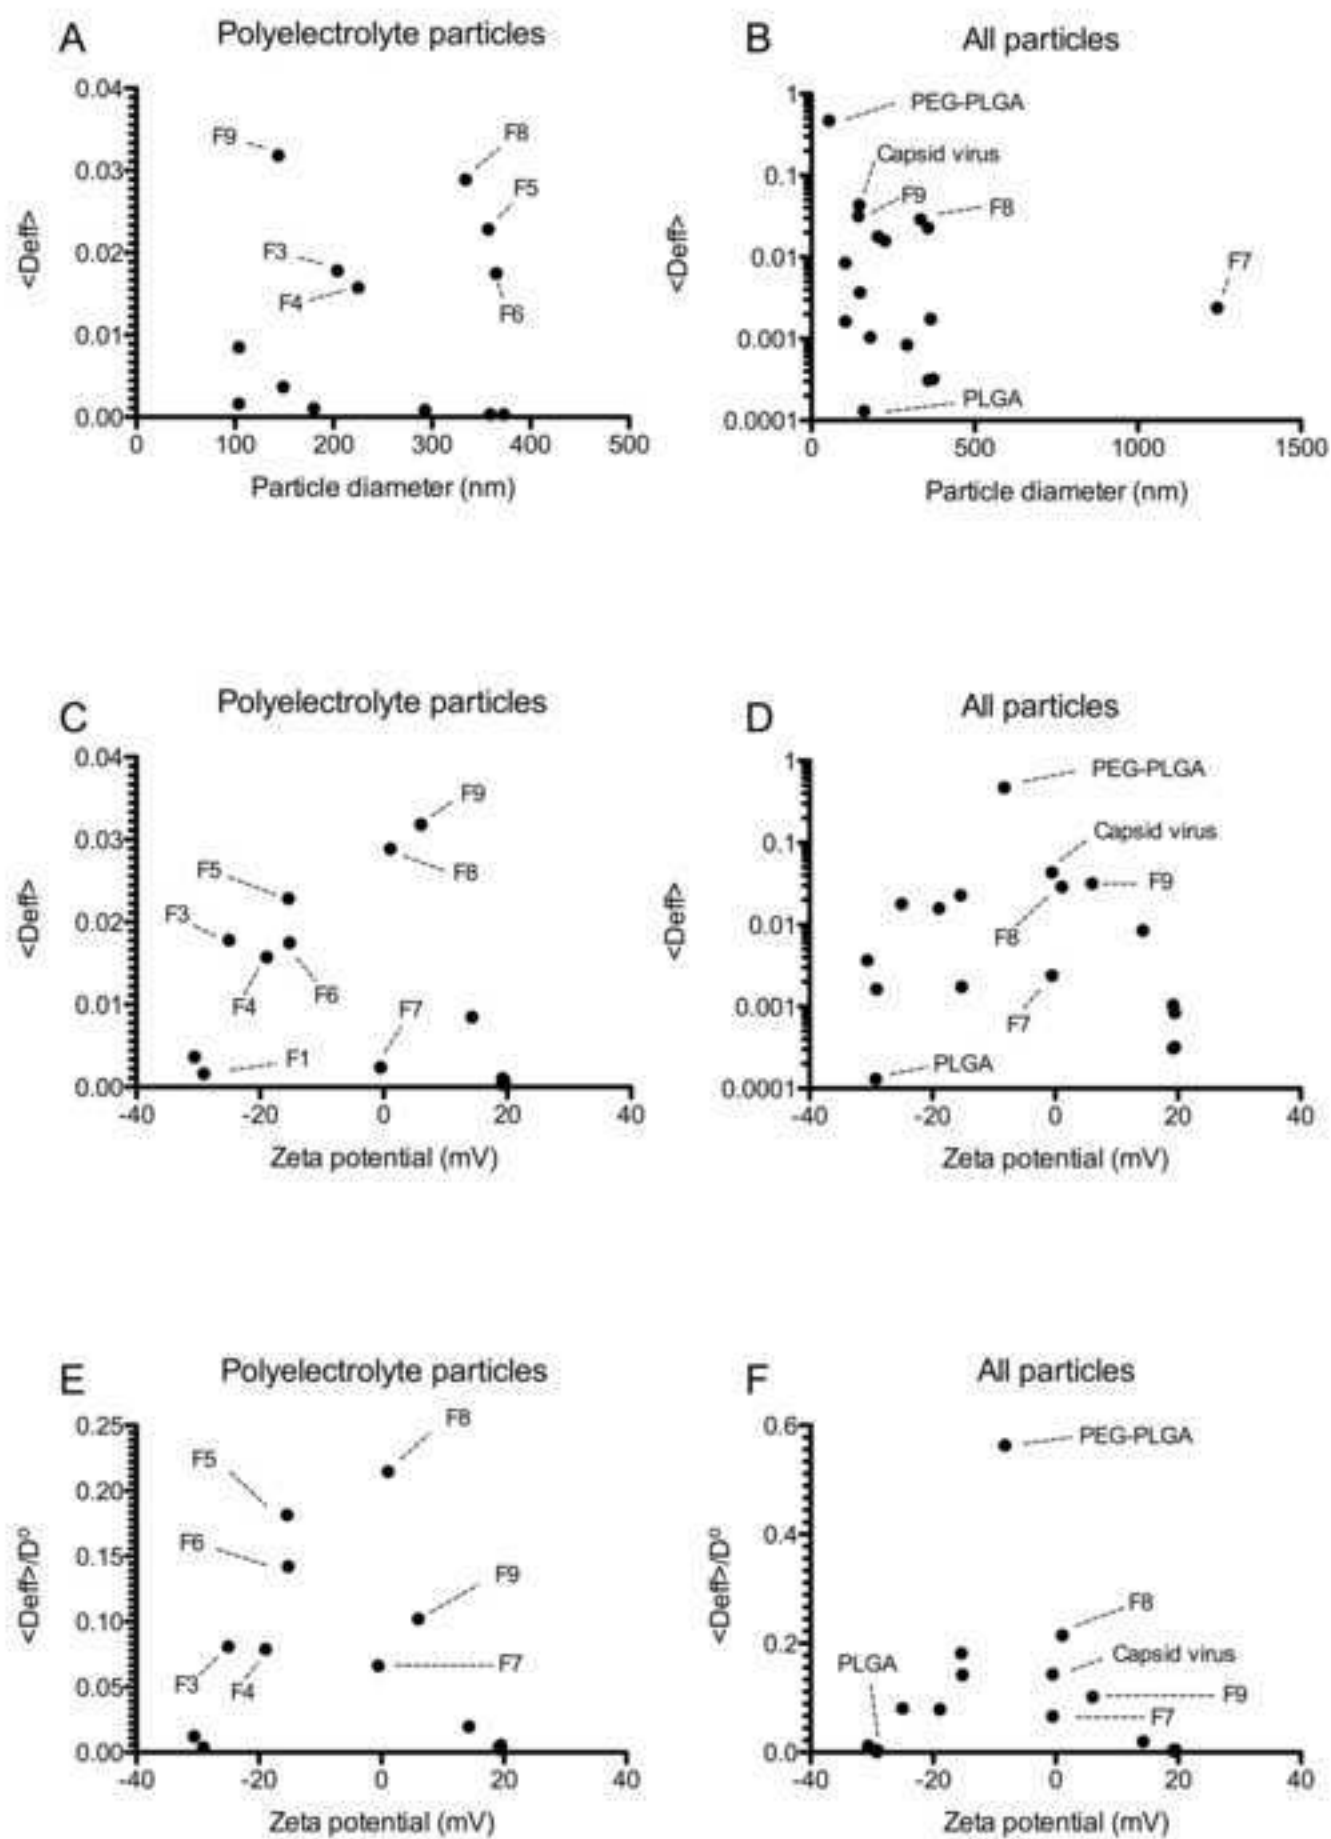 A
Polyelectrolyte particles
0.04
0.03
0.02
0.01
0.00
<Deff>
F9
F8
F5
F3
F4
F6
0
100
200
300
400
500
Particle diameter (nm)
B
All particles
1
0.1
0.01
0.001
0.0001
<Deff>
PEG-PLGA
Capsid virus
F9
F8
F7
PLGA
0
500
1000
1500
Particle diameter (nm)
C
Polyelectrolyte particles
0.04
0.03
0.02
0.01
0.00
<Deff>
F9
F8
F5
F3
F4
F6
F7
F1
-40
-20
0
20
40
Zeta potential (mV)
D
All particles
1
0.1
0.01
0.001
0.0001
<Deff>
PEG-PLGA
Capsid virus
F9
F8
F7
PLGA
-40
-20
0
20
40
Zeta potential (mV)
E
Polyelectrolyte particles
0.25
0.20
0.15
0.10
0.05
0.00
<Deff>/Dº
F8
F5
F6
F9
F7
F3
F4
-40
-20
0
20
40
Zeta potential (mV)
F
All particles
0.6
0.4
0.2
0.0
<Deff>/Dº
PEG-PLGA
F8
Capsid virus
PLGA
F9
F7
-40
-20
0
20
40
Zeta potential (mV)